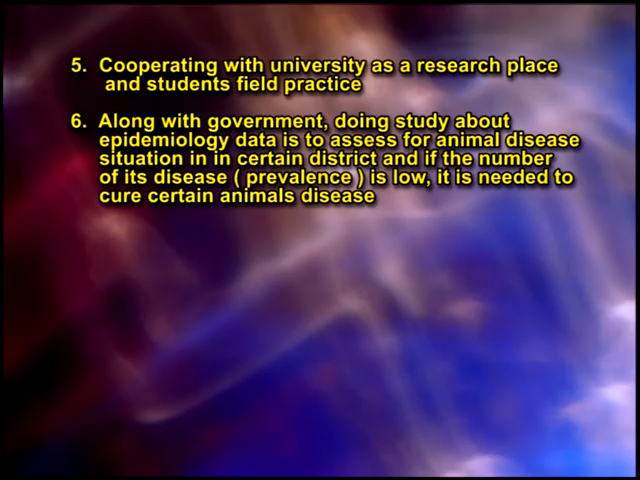 5. Cooperating with university as a research place
and students field practice
6. Along with government, doing study about
epidemiology data is to assess for animal disease
situation in in certain district and if the number
of its disease ( prevalence ) is low, it is needed to
cure certain animals disease